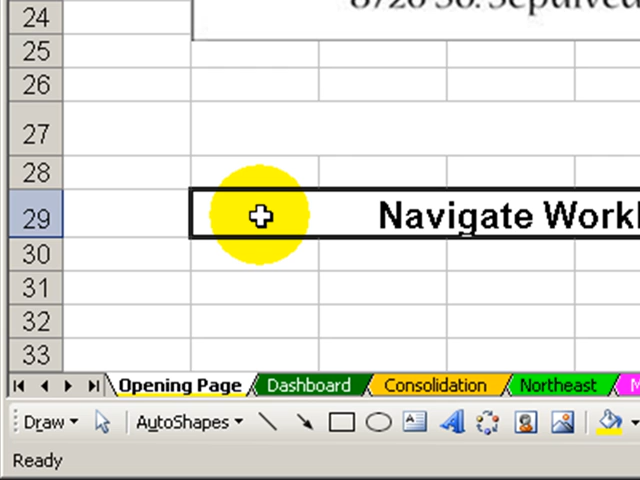 24
25
26
27
28
29 Navigate Work
30
31
32
33
Opening Page Dashboard Consolidation Northeast M
Draw AutoShapes
Ready